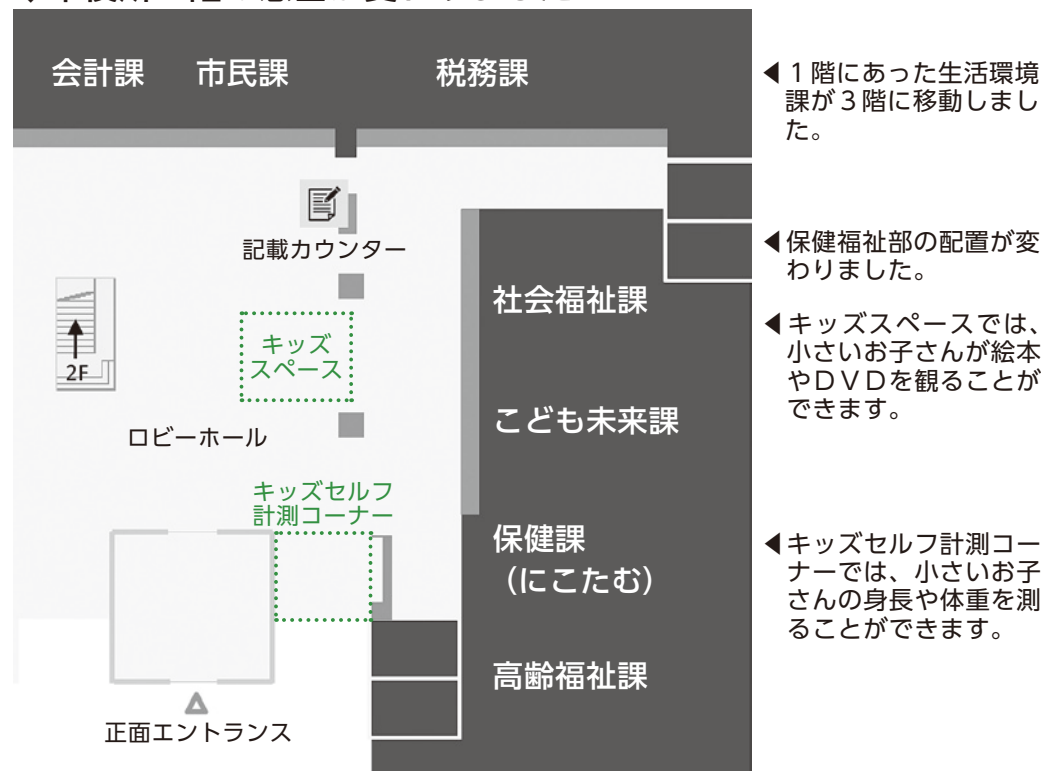 会計課
市民課
税務課
記載カウンター
2F
キッズ
スペース
ロビーホール
キッズセルフ
計測コーナー
正面エントランス
社会福祉課
こども未来課
保健課
（にこたむ）
高齢福祉課
◀１階にあった生活環境
課が３階に移動しまし
た。
◀保健福祉部の配置が変
わりました。
◀キッズスペースでは、
小さいお子さんが絵本
やＤＶＤを観ることが
できます。
◀キッズセルフ計測コー
ナーでは、小さいお子
さんの身長や体重を測
ることができます。